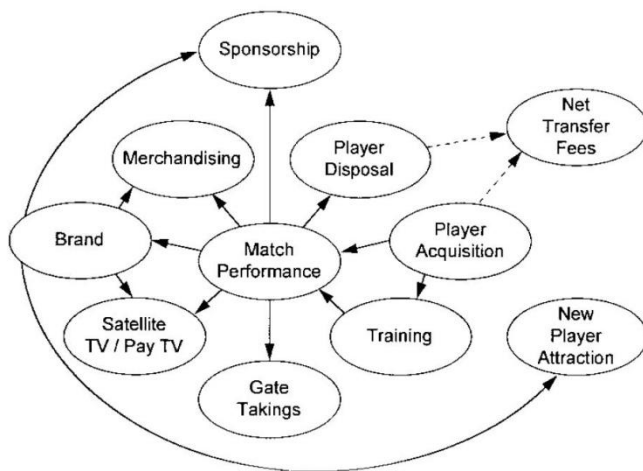 Sponsorship
Net
Transfer
Fees
Merchandising
Player
Disposal
Brand
Match
Performance
Player
Acquisition
Satellite
TV / Pay TV
Training
New
Player
Attraction
Gate
Takings